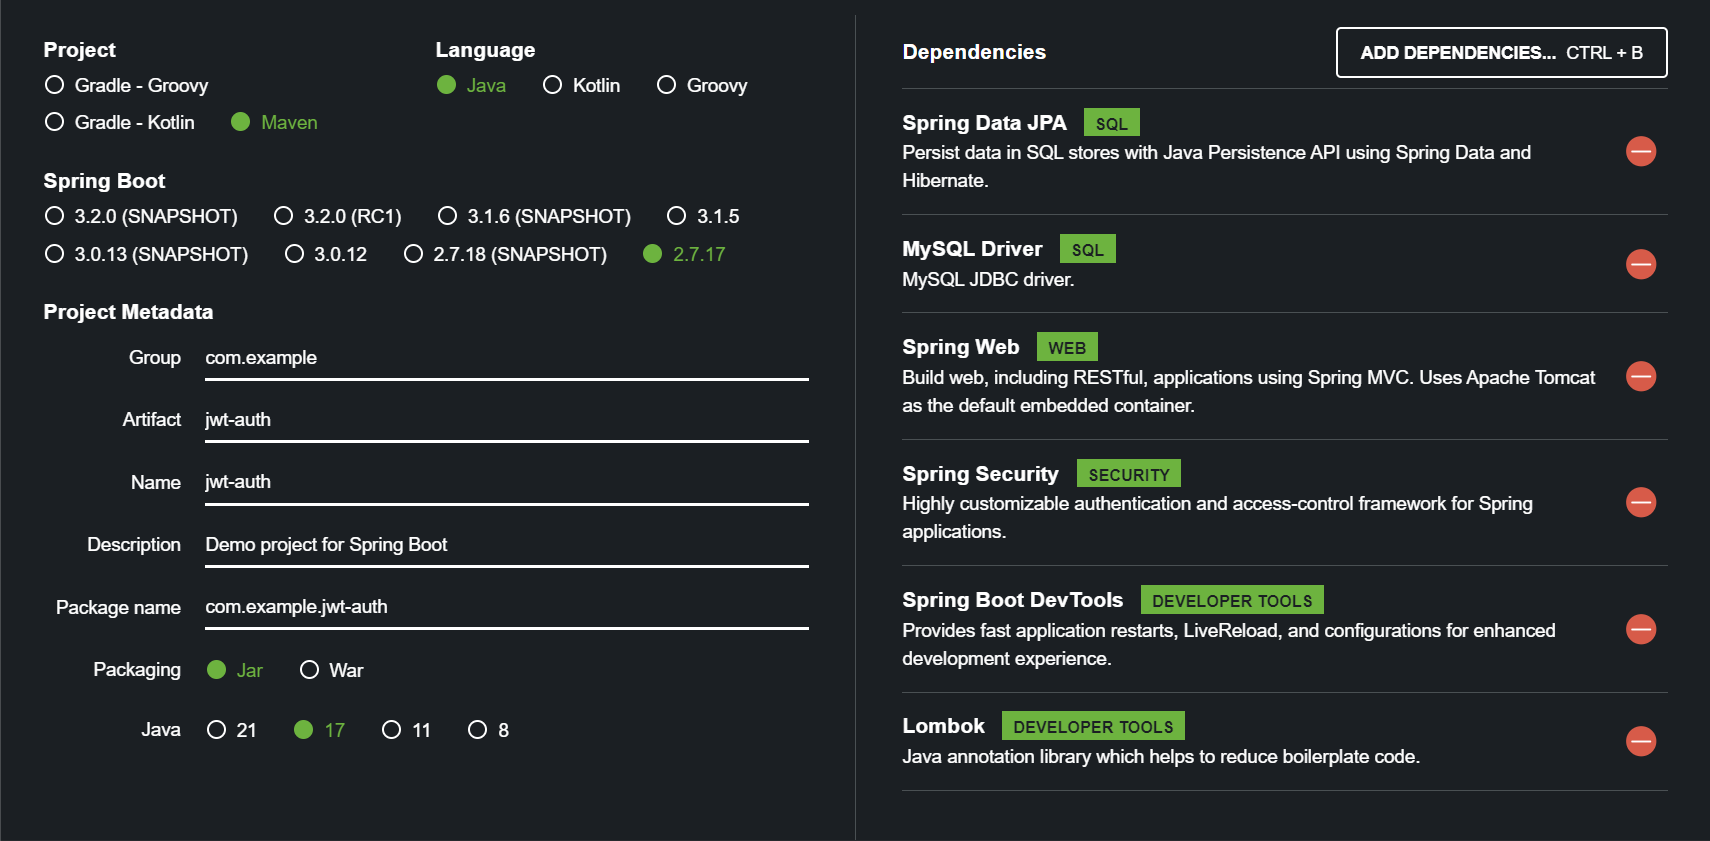 Project
Gradle - Groovy
Gradle - Kotlin Maven
Language
Java Kotlin Groovy
Spring Boot
3.2.0 (SNAPSHOT) 3.2.0 (RC1) 3.1.6 (SNAPSHOT) 3.1.5
3.0.13 (SNAPSHOT) 3.0.12 2.7.18 (SNAPSHOT) 2.7.17
Project Metadata
Group com.example
Artifact jwt-auth
Name jwt-auth
Description Demo project for Spring Boot
Package name com.example.jwt-auth
Packaging Jar War
Java 21 17 11 8
Dependencies ADD DEPENDENCIES... CTRL + B
Spring Data JPA SQL
Persist data in SQL stores with Java Persistence API using Spring Data and
Hibernate.
MySQL Driver SQL
MySQL JDBC driver.
Spring Web WEB
Build web, including RESTful, applications using Spring MVC. Uses Apache Tomcat
as the default embedded container.
Spring Security SECURITY
Highly customizable authentication and access-control framework for Spring
applications.
Spring Boot DevTools DEVELOPER TOOLS
Provides fast application restarts, LiveReload, and configurations for enhanced
development experience.
Lombok DEVELOPER TOOLS
Java annotation library which helps to reduce boilerplate code.